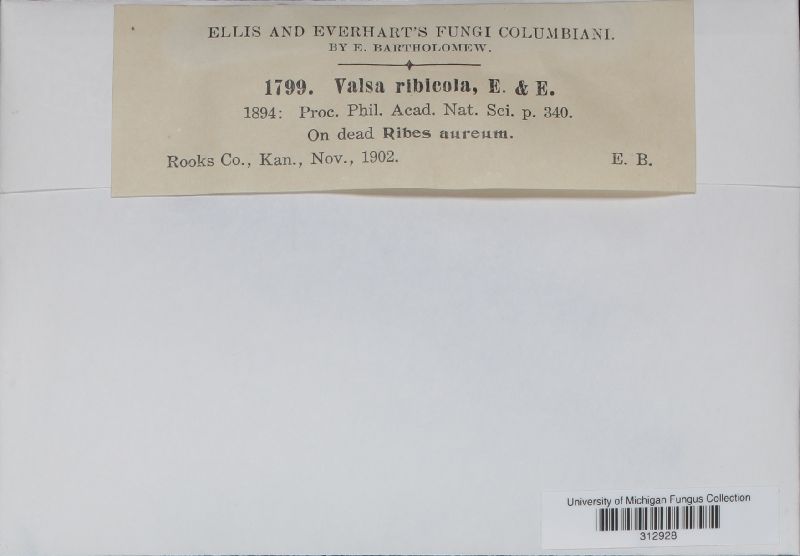 ELLIS AND EVERHART'S FUNGI COLUMBIANI.
BY E. BARTHOLOMEW.
1799. Valsa ribicola, E. & E.
1894: Proc. Phil. Acad. Nat. Sci. p. 340.
On dead Ribes aureum.
Rooks Co., Kan., Nov., 1902. E. B.
University of Michigan Fungus Collection
312928